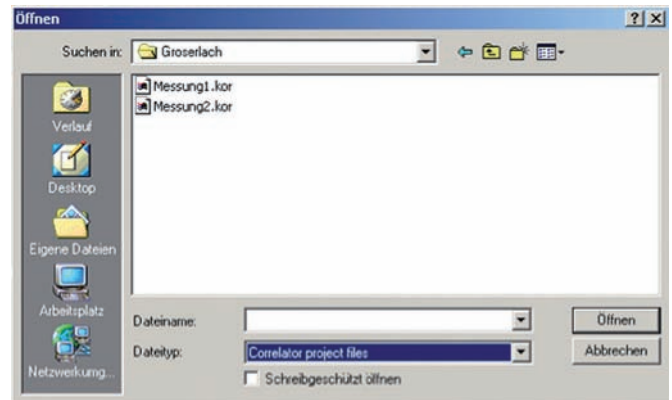 Öffnen
Suchen in: Groserlach
Messung1.kor
Messung2.kor
Verlauf
Desktop
Eigene Dateien
Arbeitsplatz
Netzwerkumg...
Dateiname: Öffnen
Dateityp: Correlator project files Abbrechen
Schreibgeschützt öffnen